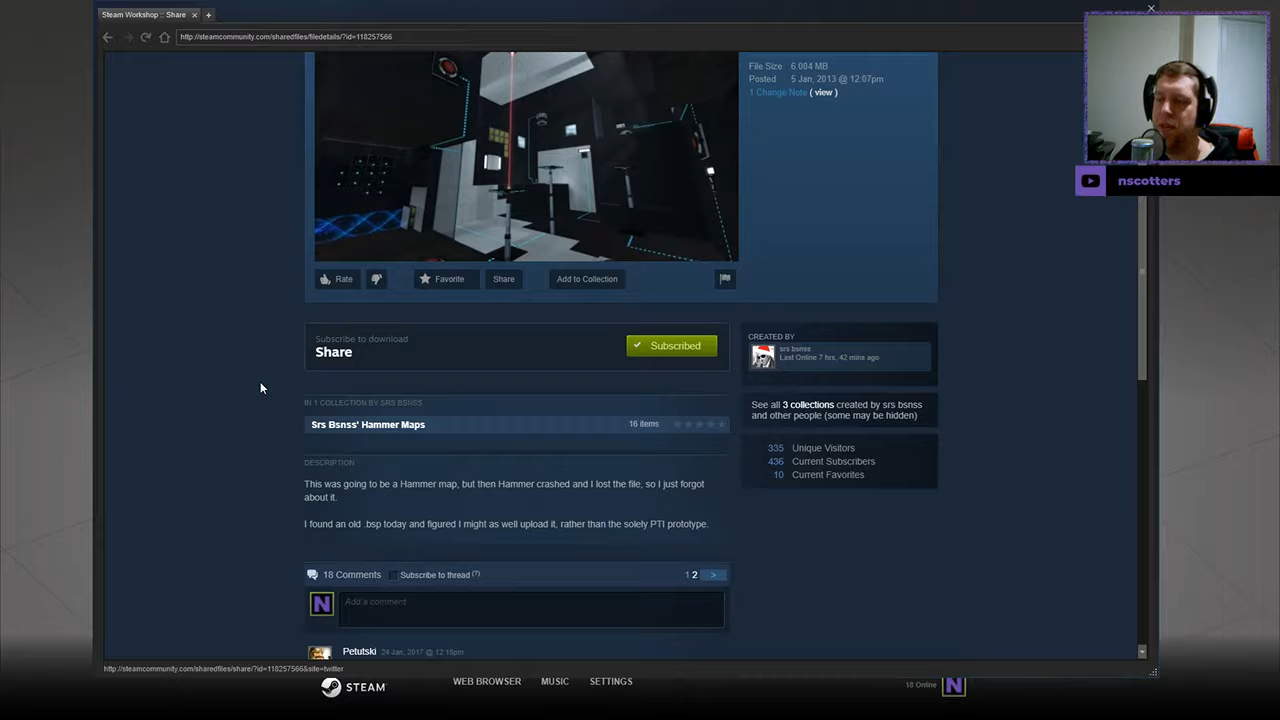 Steam Workshop :: Share
http://steamcommunity.com/sharedfiles/filedetails/?id=118257566
File Size 6.004 MB
Posted 5 Jan, 2013 @ 12:07pm
1 Change Note ( view )
nscotters
Rate
Favorite
Share
Add to Collection
Subscribe to download
Share
Subscribed
CREATED BY
srs bsnss
Last Online 7 hrs, 42 mins ago
IN 1 COLLECTION BY SRS BSNSS
Srs Bsnss' Hammer Maps 16 items
See all 3 collections created by srs bsnss
and other people (some may be hidden)
335 Unique Visitors
436 Current Subscribers
10 Current Favorites
DESCRIPTION
This was going to be a Hammer map, but then Hammer crashed and I lost the file, so I just forgot
about it.
I found an old .bsp today and figured I might as well upload it, rather than the solely PTI prototype.
18 Comments Subscribe to thread (?) 1 2 >
N
Add a comment
Petutski 24 Jan, 2017 @ 12:18pm
http://steamcommunity.com/sharedfiles/share/?id=118257566&site=twitter
STEAM
WEB BROWSER
MUSIC
SETTINGS
18 Online
N